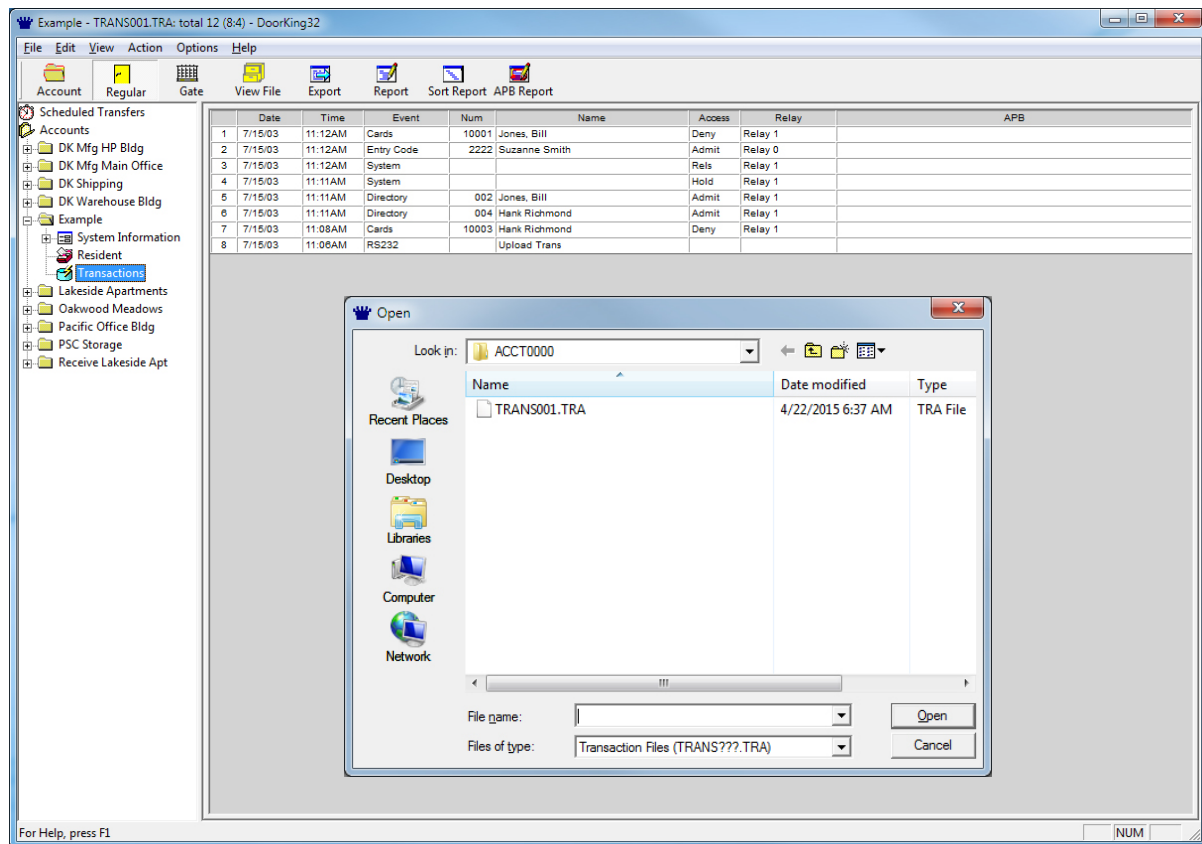 Example - TRANS001.TRA: total 12 (8:4) - DoorKing32
File Edit View Action Options Help
Account Regular Gate View File Export Report Sort Report APB Report
Scheduled Transfers
Accounts
DK Mfg HP Bldg
DK Mfg Main Office
DK Shipping
DK Warehouse Bldg
Example
System Information
Resident
Transactions
Lakeside Apartments
Oakwood Meadows
Pacific Office Bldg
PSC Storage
Receive Lakeside Apt
Date Time Event Num Name Access Relay APB
1 7/15/03 11:12AM Cards 10001 Jones, Bill Deny Relay 1
2 7/15/03 11:12AM Entry Code 2222 Suzanne Smith Admit Relay 0
3 7/15/03 11:12AM System Rels Relay 1
4 7/15/03 11:11AM System Hold Relay 1
5 7/15/03 11:11AM Directory 002 Jones, Bill Admit Relay 1
6 7/15/03 11:11AM Directory 004 Hank Richmond Admit Relay 1
7 7/15/03 11:08AM Cards 10003 Hank Richmond Deny Relay 1
8 7/15/03 11:06AM RS232 Upload Trans
Open
Look in: ACCT0000
Name Date modified Type
TRANS001.TRA 4/22/2015 6:37 AM TRA File
Recent Places
Desktop
Libraries
Computer
Network
File name: Open
Files of type: Transaction Files (TRANS???.TRA) Cancel
For Help, press F1 NUM